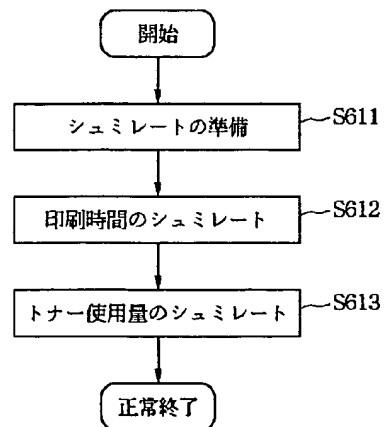 開始
シュミレートの準備
S611
印刷時間のシュミレート
S612
トナー使用量のシュミレート
S613
正常終了